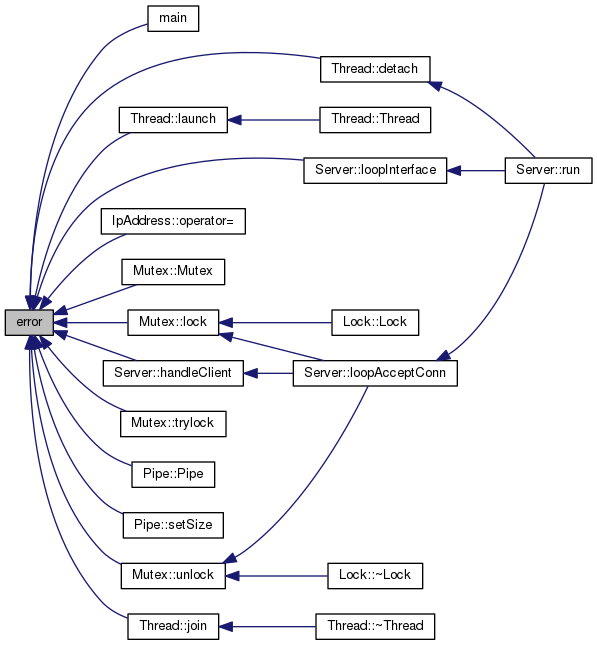 main
Thread::detach
Thread::launch
Thread::Thread
Server::loopInterface
Server::run
IpAddress::operator=
Mutex::Mutex
error
Mutex::lock
Lock::Lock
Server::handleClient
Server::loopAcceptConn
Mutex::trylock
Pipe::Pipe
Pipe::setSize
Mutex::unlock
Lock::~Lock
Thread::join
Thread::~Thread